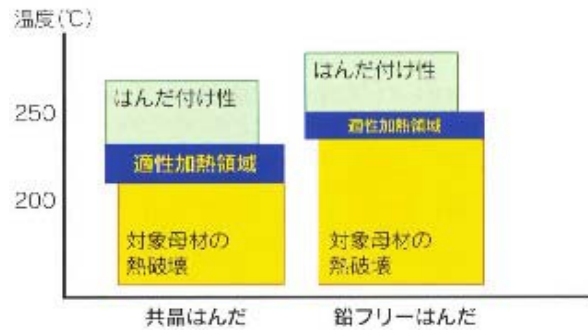 温度(℃)
はんだ付け性
はんだ付け性
250
適性加熱領域
適性加熱領域
200
対象母材の
熱破壊
対象母材の
熱破壊
共晶はんだ
鉛フリーはんだ